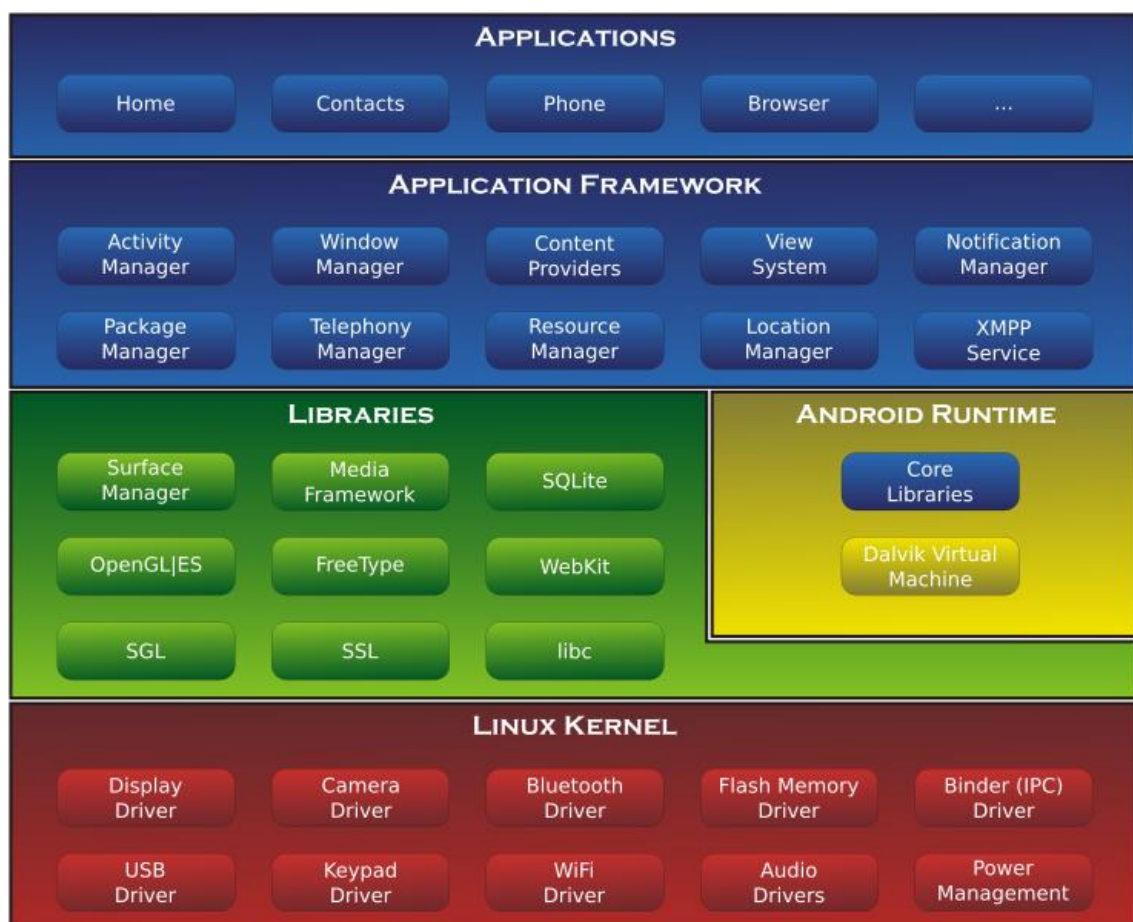 APPLICATIONS
Home
Contacts
Phone
Browser
...
APPLICATION FRAMEWORK
Activity
Manager
Window
Manager
Content
Providers
View
System
Notification
Manager
Package
Manager
Telephony
Manager
Resource
Manager
Location
Manager
XMPP
Service
LIBRARIES
Surface
Manager
Media
Framework
SQLite
OpenGL|ES
FreeType
WebKit
SGL
SSL
libc
ANDROID RUNTIME
Core
Libraries
Dalvik Virtual
Machine
LINUX KERNEL
Display
Driver
Camera
Driver
Bluetooth
Driver
Flash Memory
Driver
Binder (IPC)
Driver
USB
Driver
Keypad
Driver
WiFi
Driver
Audio
Drivers
Power
Management